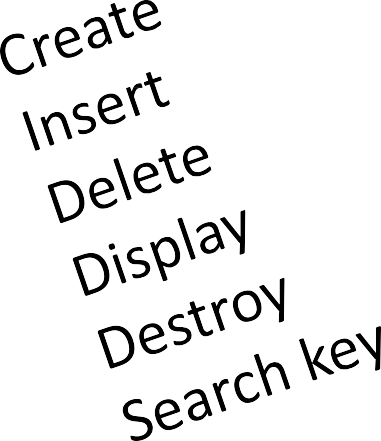 Create
Insert
Delete
Display
Destroy
Search key